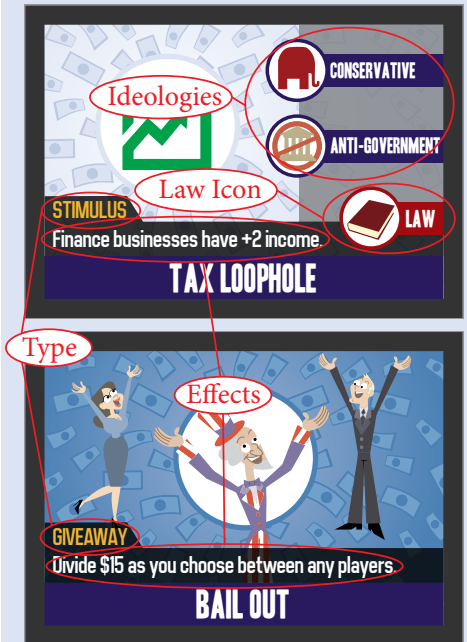 CONSERVATIVE
Ideologies
ANTI-GOVERNMENT
Law Icon
STIMULUS
LAW
Finance businesses have +2 income.
TAX LOOPHOLE
Type
Effects
GIVEAWAY
Divide $15 as you choose between any players.
BAIL OUT